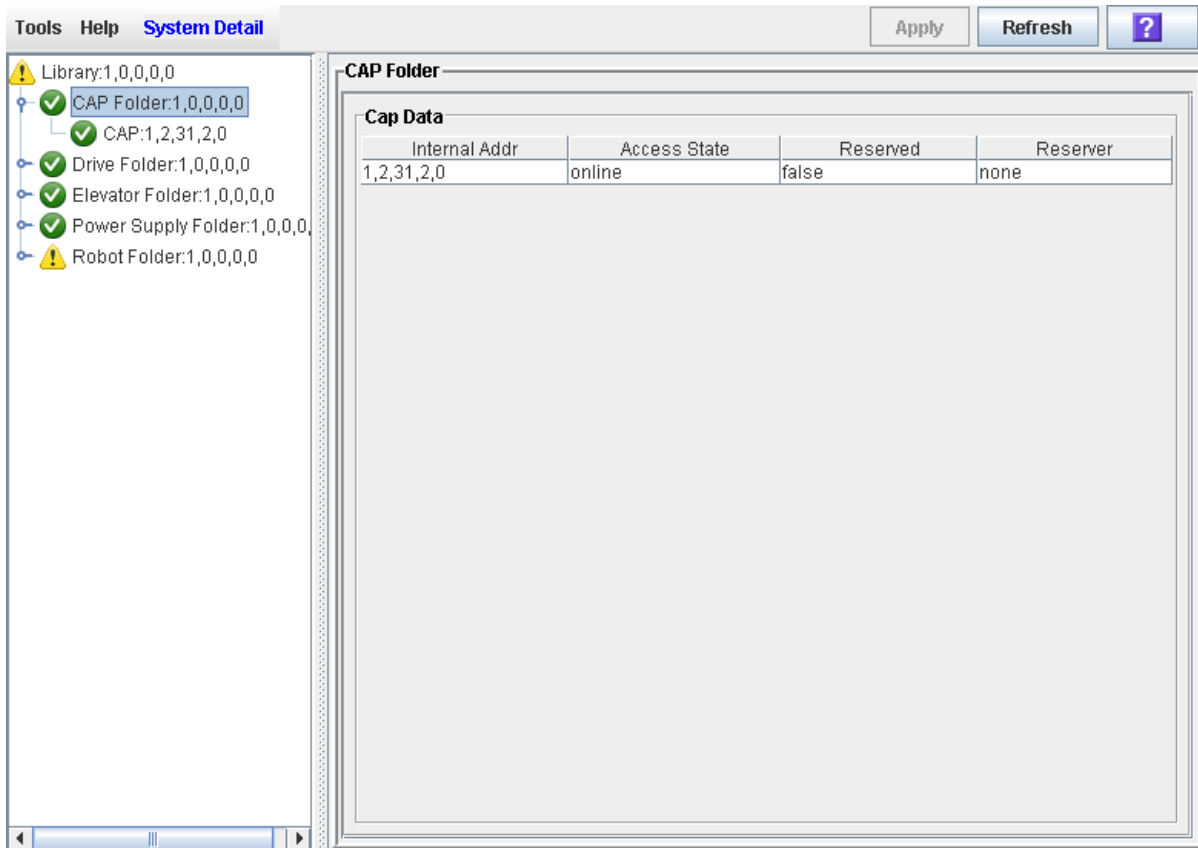 Tools Help System Detail Apply Refresh ?
Library:1,0,0,0,0
CAP Folder:1,0,0,0,0
CAP:1,2,31,2,0
Drive Folder:1,0,0,0,0
Elevator Folder:1,0,0,0,0
Power Supply Folder:1,0,0,0,
Robot Folder:1,0,0,0,0
CAP Folder
Cap Data
Internal Addr Access State Reserved Reserver
1,2,31,2,0 online false none